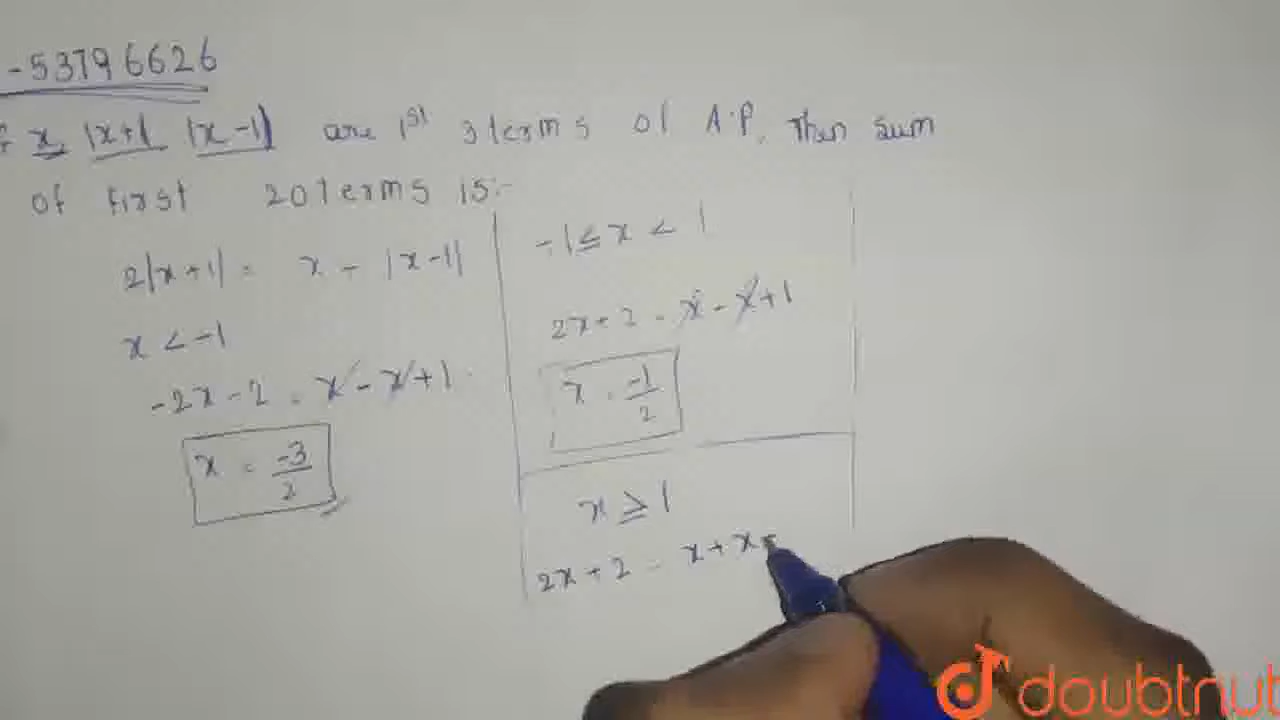 -53796626
x, |x+1| |x-1| are 1st 3 terms of A.P, Then sum
of first 20 terms is:-
2|x+1| = x - |x-1|
x < -1
-2x-2 = x-x+1
x = -3/2
-1 ≤ x < 1
2x+2 = x-x+1
x = -1/2
x ≥ 1
2x+2 = x+x
doubtnut